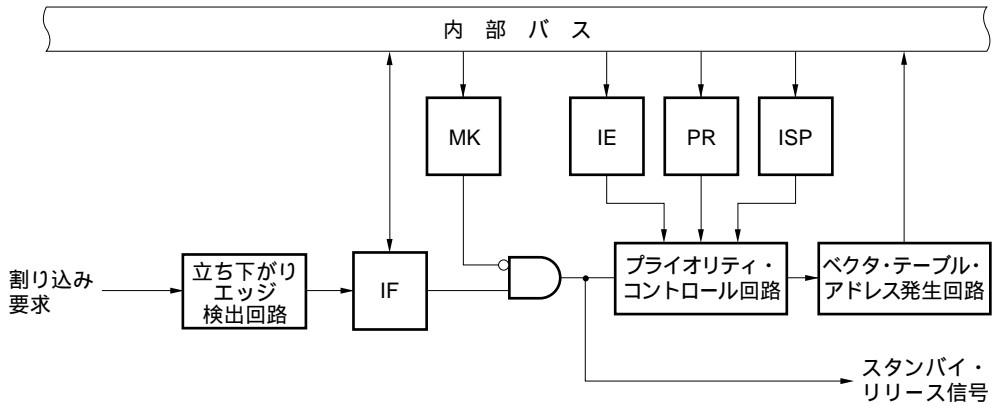 内 部 バ ス
MK
IE
PR
ISP
割り込み
要求
立ち下がり
エッジ
検出回路
IF
プライオリティ・
コントロール回路
ベクタ・テーブル・
アドレス発生回路
スタンバイ・
リリース信号